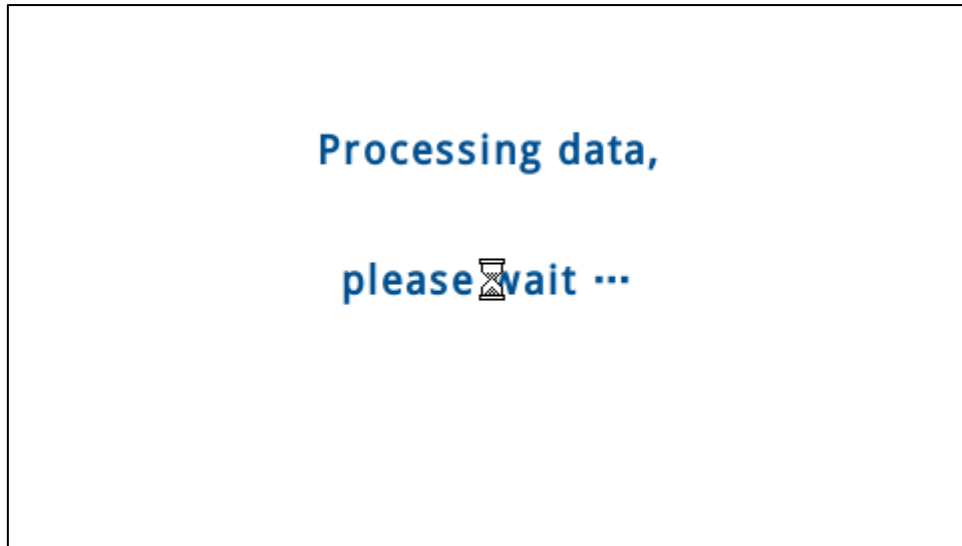 Processing data,
please wait ···